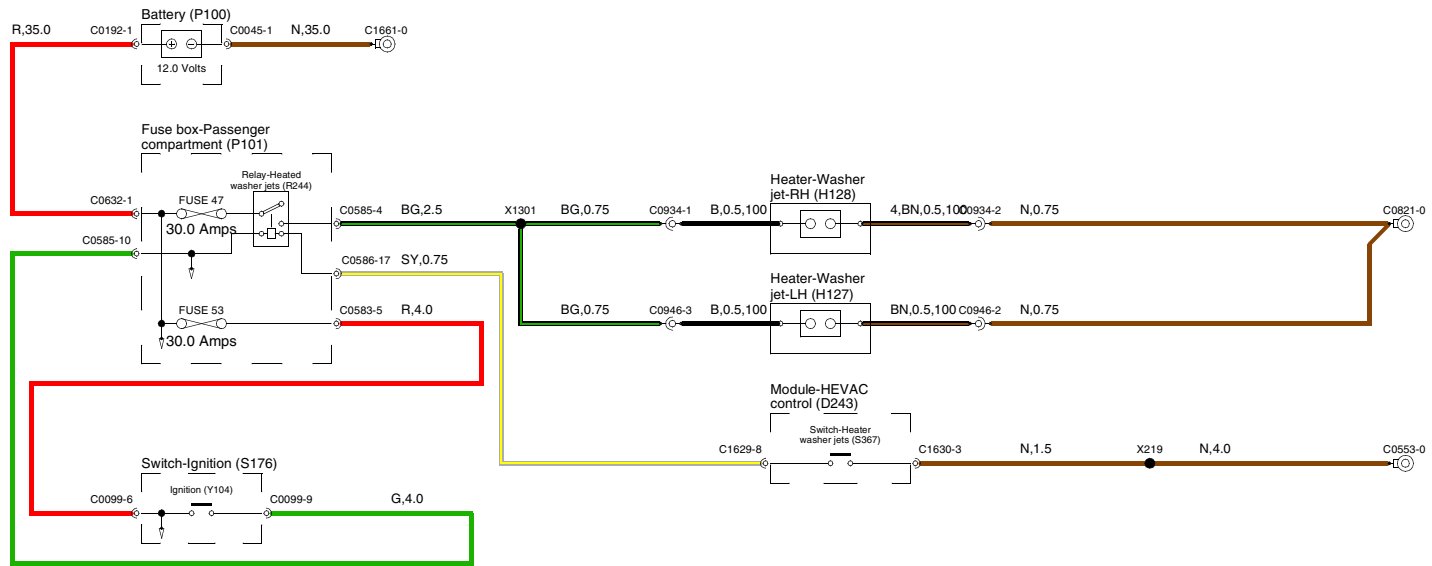 Battery (P100)
R,35.0
C0192-1
C0045-1
N,35.0
C1661-0
12.0 Volts
Fuse box-Passenger
compartment (P101)
Relay-Heated
washer jets (R244)
Heater-Washer
jet-RH (H128)
C0632-1
FUSE 47
30.0 Amps
C0585-4
BG,2.5
X1301
BG,0.75
C0934-1
B,0.5,100
4,BN,0.5,100
C0934-2
N,0.75
C0821-0
C0585-10
C0586-17
SY,0.75
Heater-Washer
jet-LH (H127)
FUSE 53
30.0 Amps
C0583-5
R,4.0
BG,0.75
C0946-3
B,0.5,100
BN,0.5,100
C0946-2
N,0.75
Module-HEVAC
control (D243)
Switch-Heater
washer jets (S367)
C1629-8
C1630-3
N,1.5
X219
N,4.0
C0553-0
Switch-Ignition (S176)
Ignition (Y104)
C0099-6
C0099-9
G,4.0